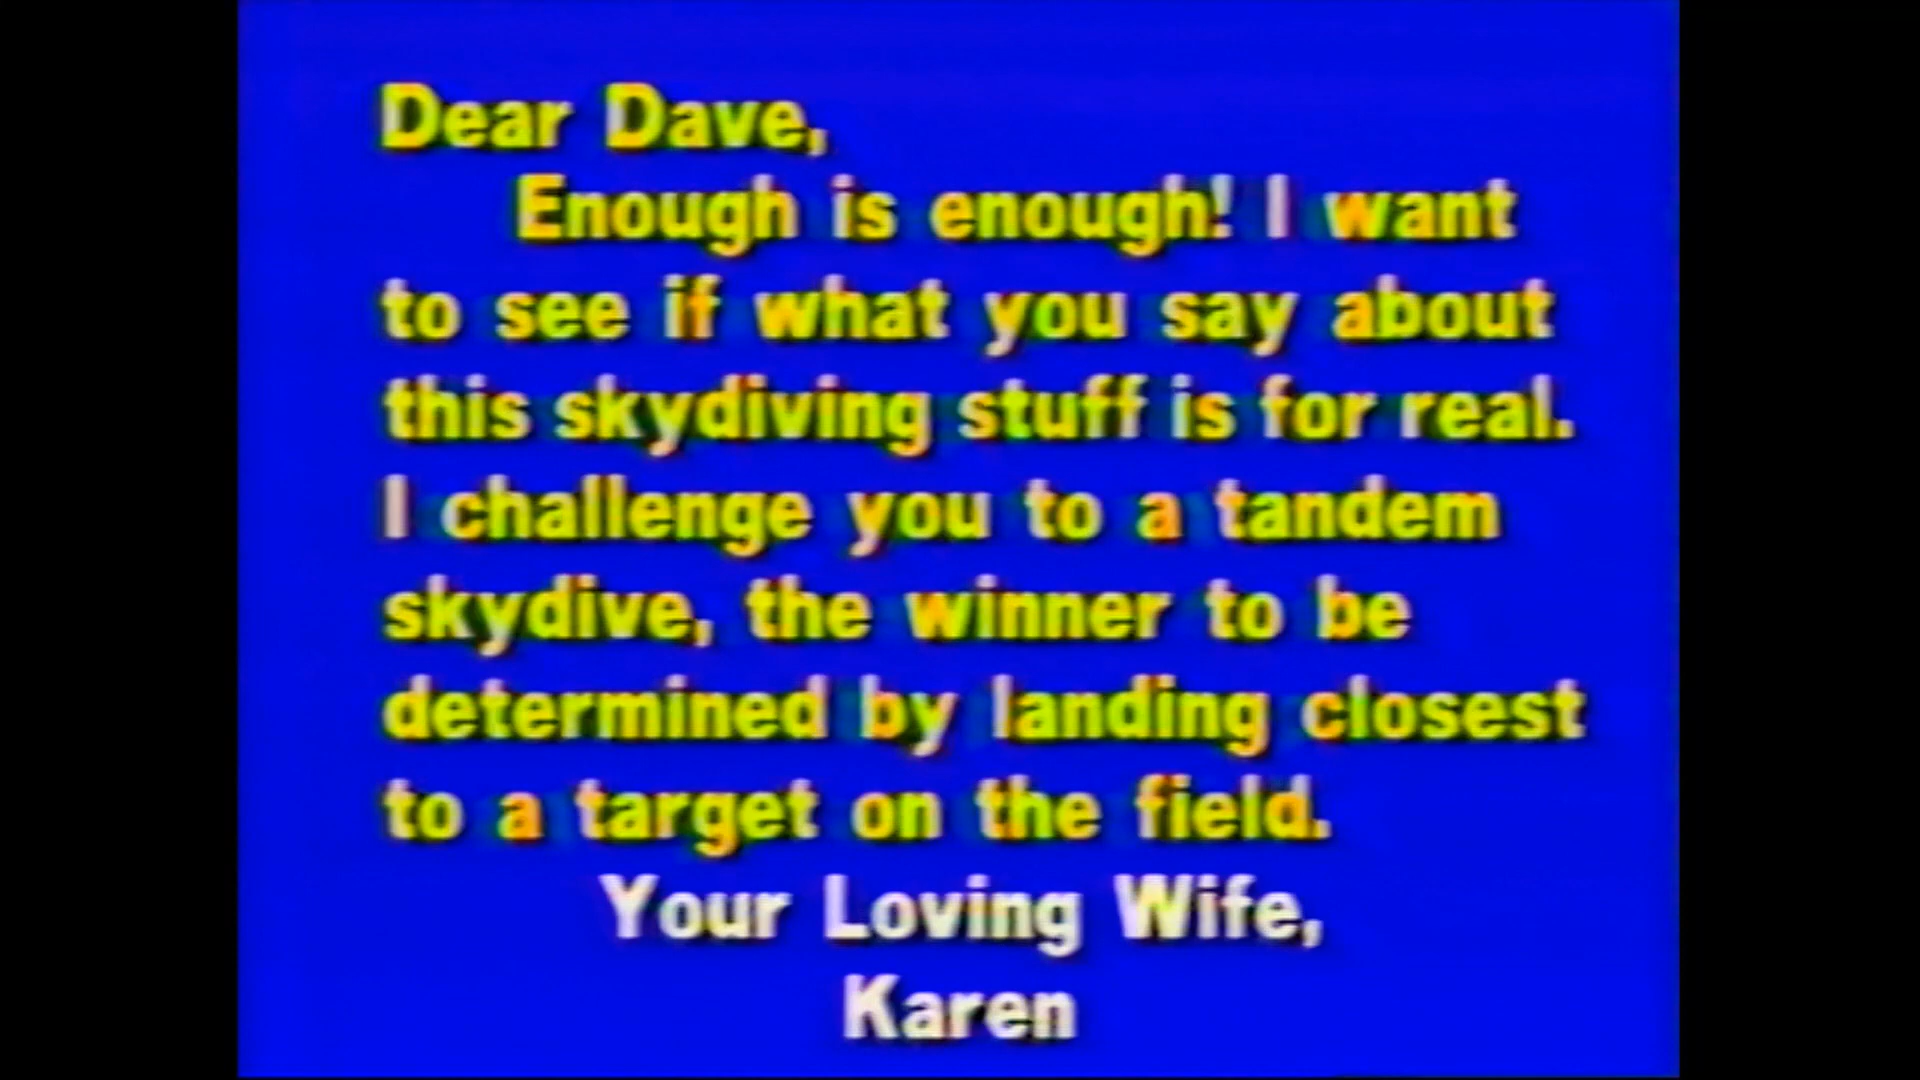 Dear Dave,
Enough is enough! I want
to see if what you say about
this skydiving stuff is for real.
I challenge you to a tandem
skydive, the winner to be
determined by landing closest
to a target on the field.
Your Loving Wife,
Karen